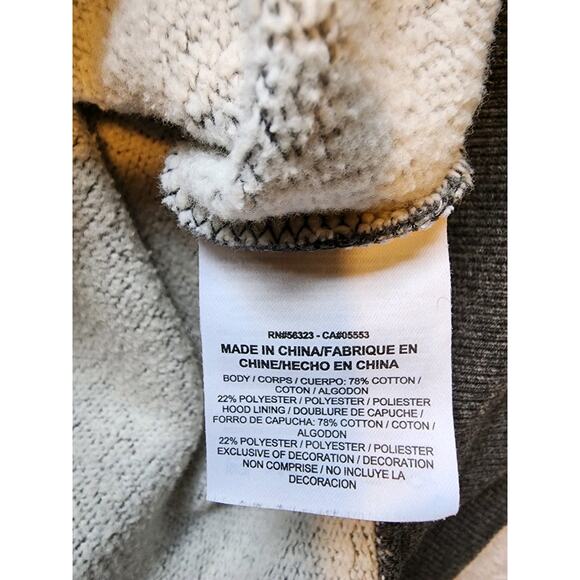 RN#56323 - CA#05553
MADE IN CHINA/FABRIQUE EN
CHINE/HECHO EN CHINA
BODY / CORPS / CUERPO: 78% COTTON /
COTON / ALGODON
22% POLYESTER / POLYESTER / POLIESTER
HOOD LINING / DOUBLURE DE CAPUCHE /
FORRO DE CAPUCHA: 78% COTTON / COTON /
ALGODON
22% POLYESTER / POLYESTER / POLIESTER
EXCLUSIVE OF DECORATION / DECORATION
NON COMPRISE / NO INCLUYE LA
DECORACION